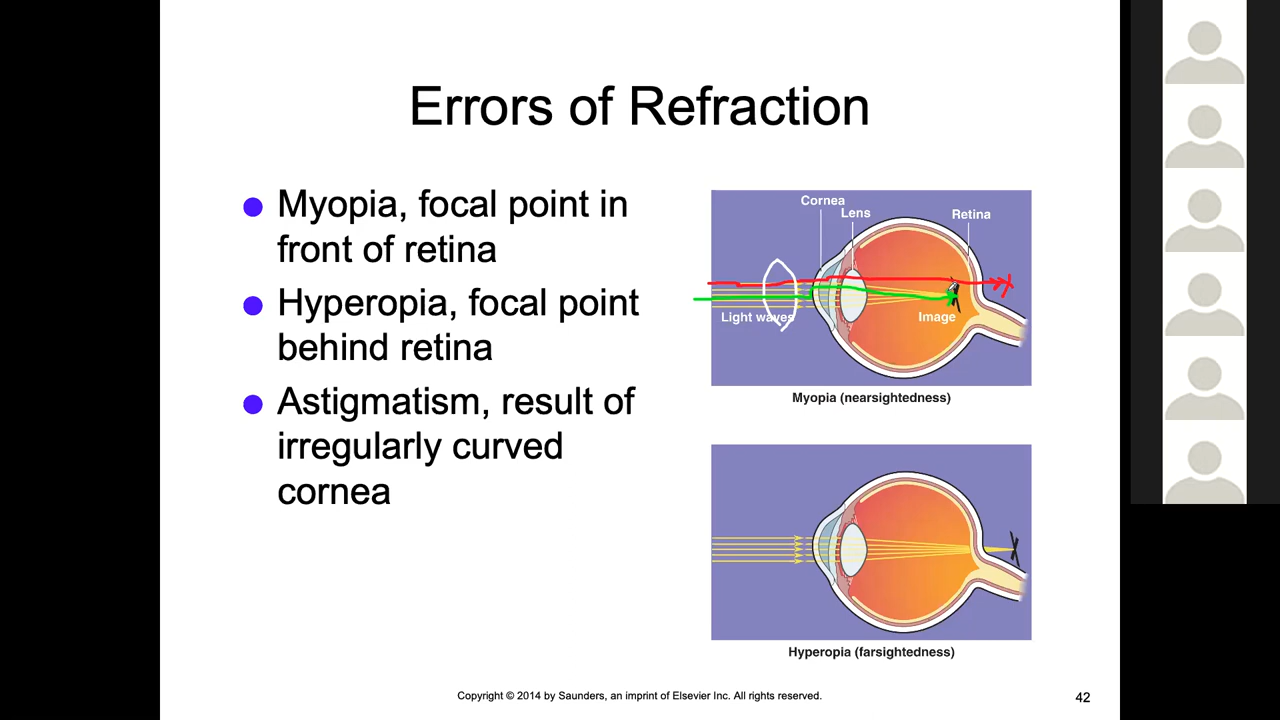 Errors of Refraction
Myopia, focal point in
front of retina
Hyperopia, focal point
behind retina
Astigmatism, result of
irregularly curved
cornea
Cornea
Lens
Retina
Light waves
Image
Myopia (nearsightedness)
Hyperopia (farsightedness)
Copyright © 2014 by Saunders, an imprint of Elsevier Inc. All rights reserved.
42